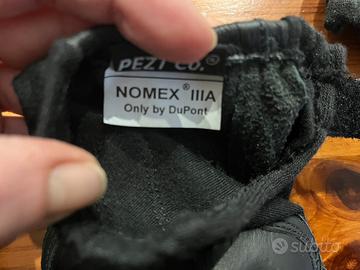 PEZT CO.®
NOMEX® IIIA
Only by DuPont
subito